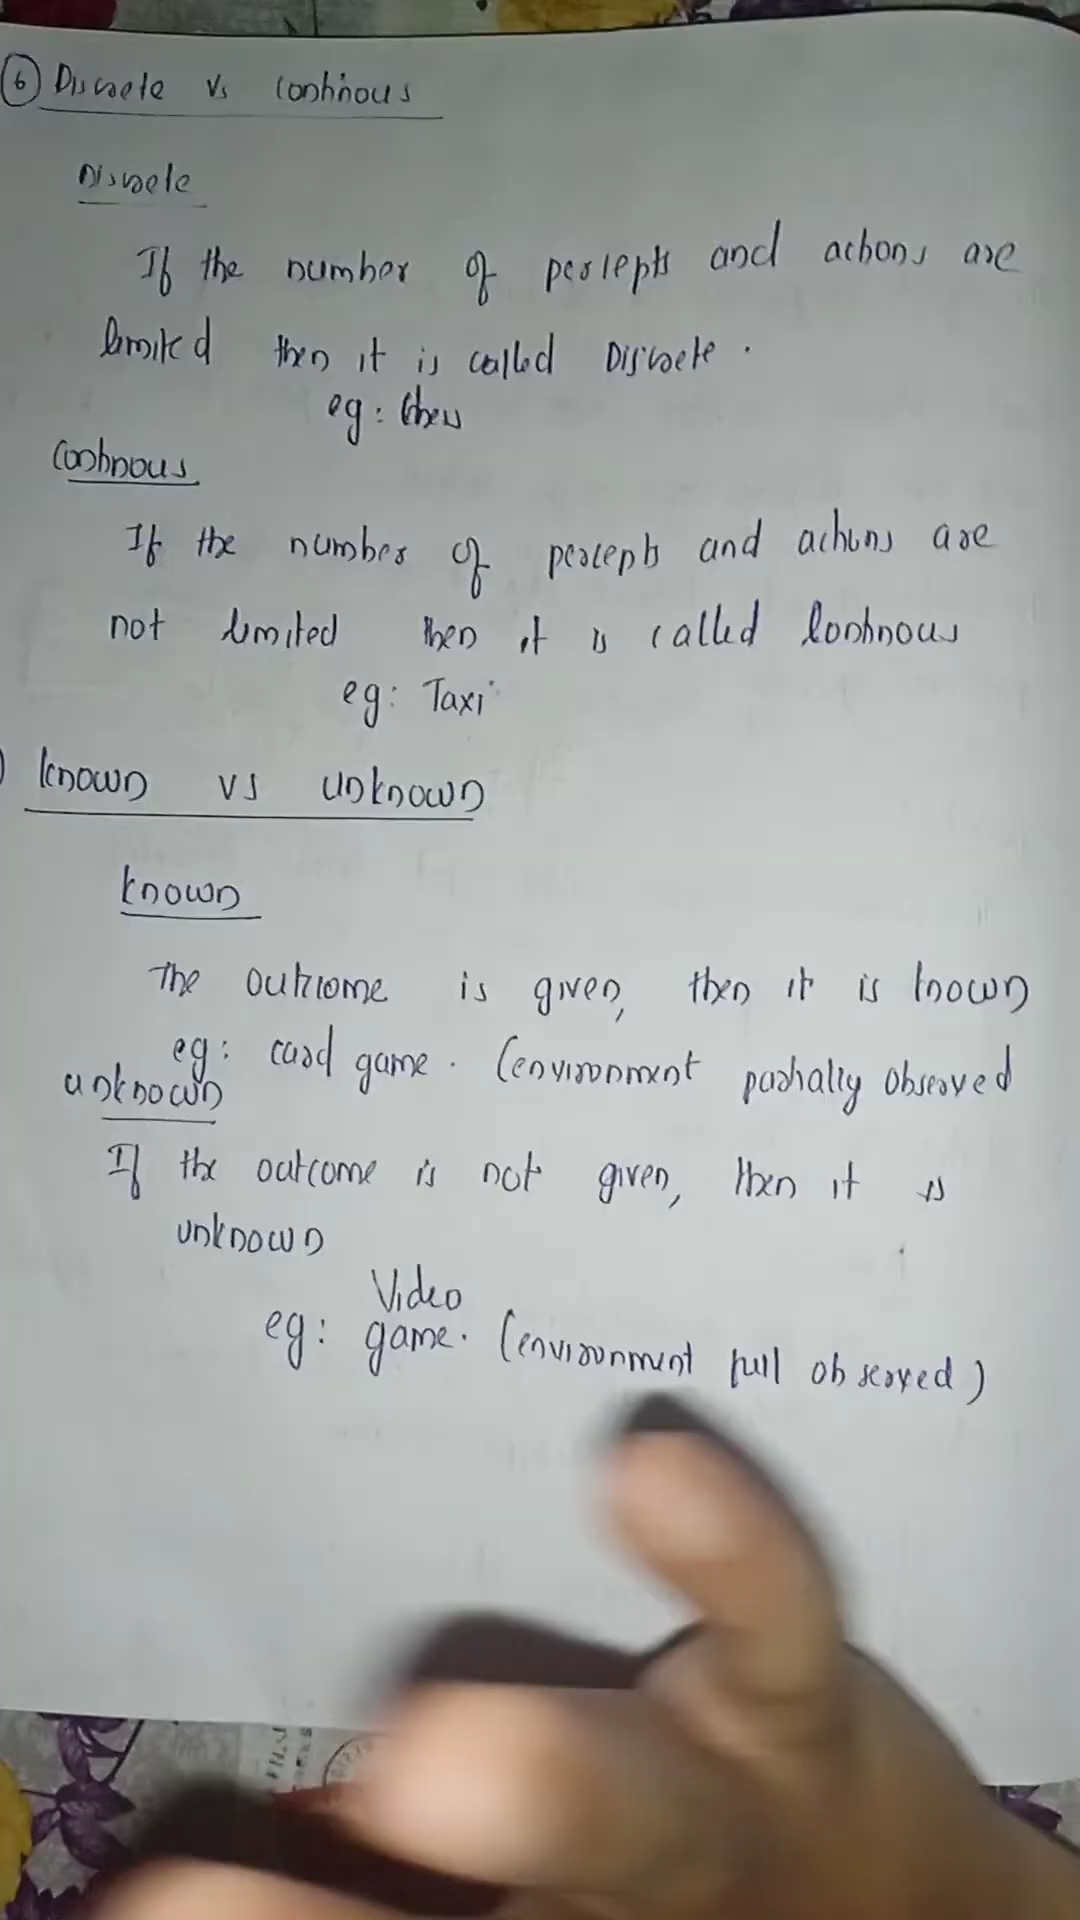 6 Discrete vs continous
Discrete
If the number of percepts and actions are
limited then it is called Discrete.
eg: Chess
Continous
If the number of percepts and actions are
not limited then it is called Continous
eg: Taxi
) known vs unknown
known
The outcome is given, then it is known
eg: card game. (environment partially observed
unknown
If the outcome is not given, then it is
unknown
Video
eg: game. (environment full observed)